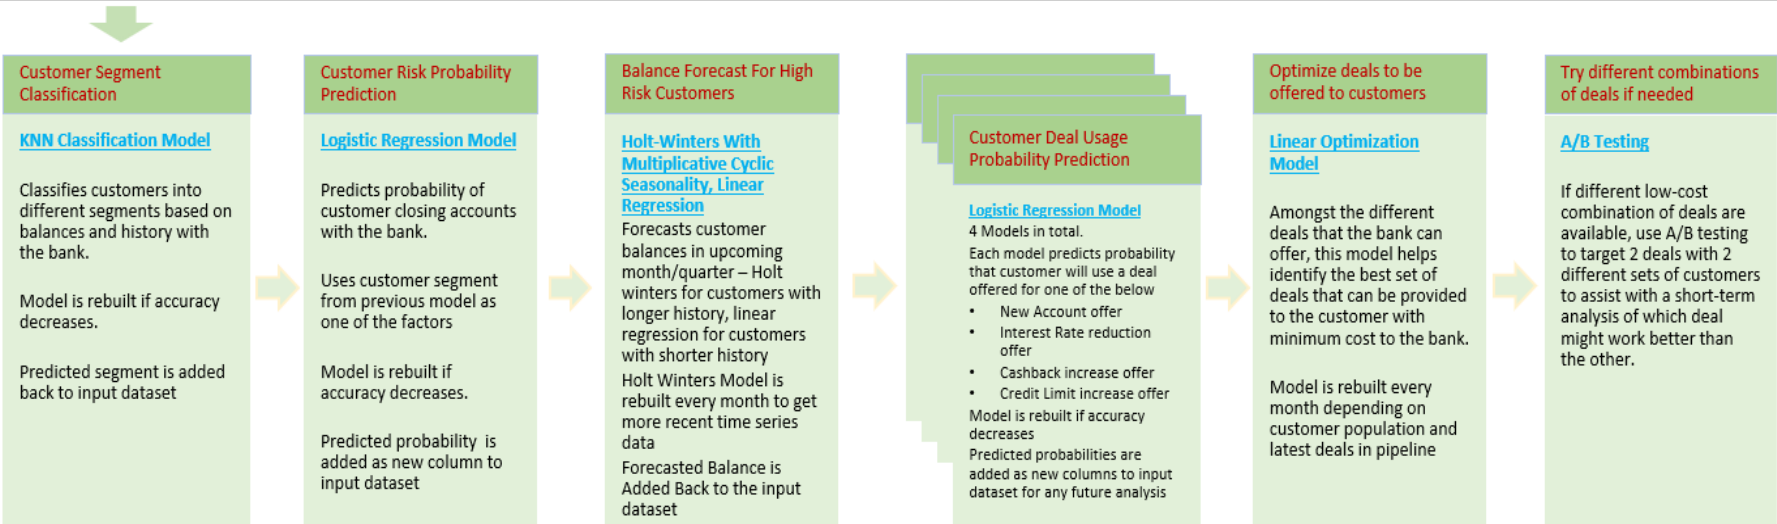 Customer Segment
Classification
KNN Classification Model
Classifies customers into
different segments based on
balances and history with
the bank.
Model is rebuilt if accuracy
decreases.
Predicted segment is added
back to input dataset
Customer Risk Probability
Prediction
Logistic Regression Model
Predicts probability of
customer closing accounts
with the bank.
Uses customer segment
from previous model as
one of the factors
Model is rebuilt if
accuracy decreases.
Predicted probability is
added as new column to
input dataset
Balance Forecast For High
Risk Customers
Holt-Winters With
Multiplicative Cyclic
Seasonality, Linear
Regression
Forecasts customer
balances in upcoming
month/quarter – Holt
winters for customers with
longer history, linear
regression for customers
with shorter history
Holt Winters Model is
rebuilt every month to get
more recent time series
data
Forecasted Balance is
Added Back to the input
dataset
Customer Deal Usage
Probability Prediction
Logistic Regression Model
4 Models in total.
Each model predicts probability
that customer will use a deal
offered for one of the below
• New Account offer
• Interest Rate reduction
offer
• Cashback increase offer
• Credit Limit increase offer
Model is rebuilt if accuracy
decreases
Predicted probabilities are
added as new columns to input
dataset for any future analysis
Optimize deals to be
offered to customers
Linear Optimization
Model
Amongst the different
deals that the bank can
offer, this model helps
identify the best set of
deals that can be provided
to the customer with
minimum cost to the bank.
Model is rebuilt every
month depending on
customer population and
latest deals in pipeline
Try different combinations
of deals if needed
A/B Testing
If different low-cost
combination of deals are
available, use A/B testing
to target 2 deals with 2
different sets of customers
to assist with a short-term
analysis of which deal
might work better than
the other.